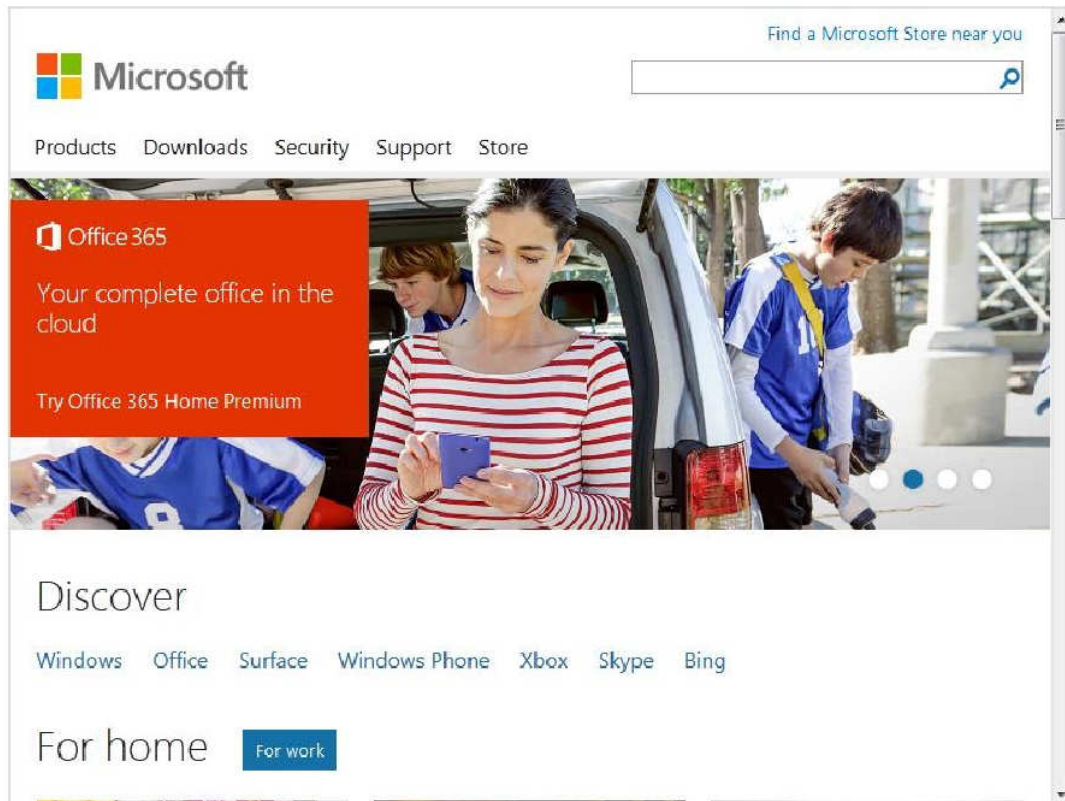 Find a Microsoft Store near you
Microsoft
Products Downloads Security Support Store
Office 365
Your complete office in the
cloud
Try Office 365 Home Premium
Discover
Windows Office Surface Windows Phone Xbox Skype Bing
For home For work